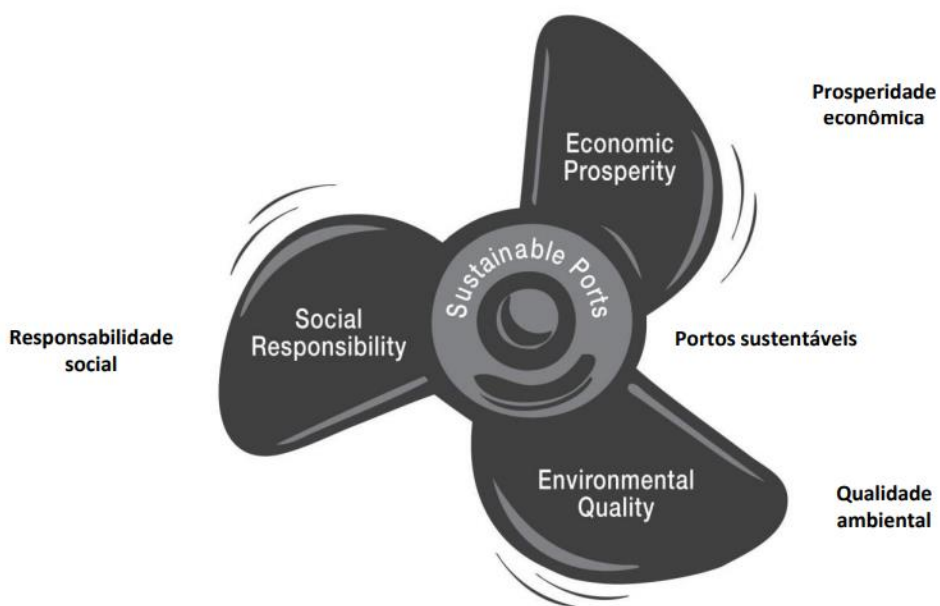 Prosperidade
econômica
Economic
Prosperity
Sustainable Ports
Social
Responsibility
Responsabilidade
social
Portos sustentáveis
Environmental
Quality
Qualidade
ambiental